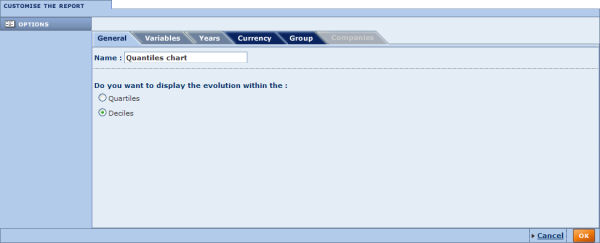 CUSTOMISE THE REPORT
OPTIONS
General Variables Years Currency Group Companies
Name : Quantiles chart
Do you want to display the evolution within the :
Quartiles
Deciles
Cancel OK